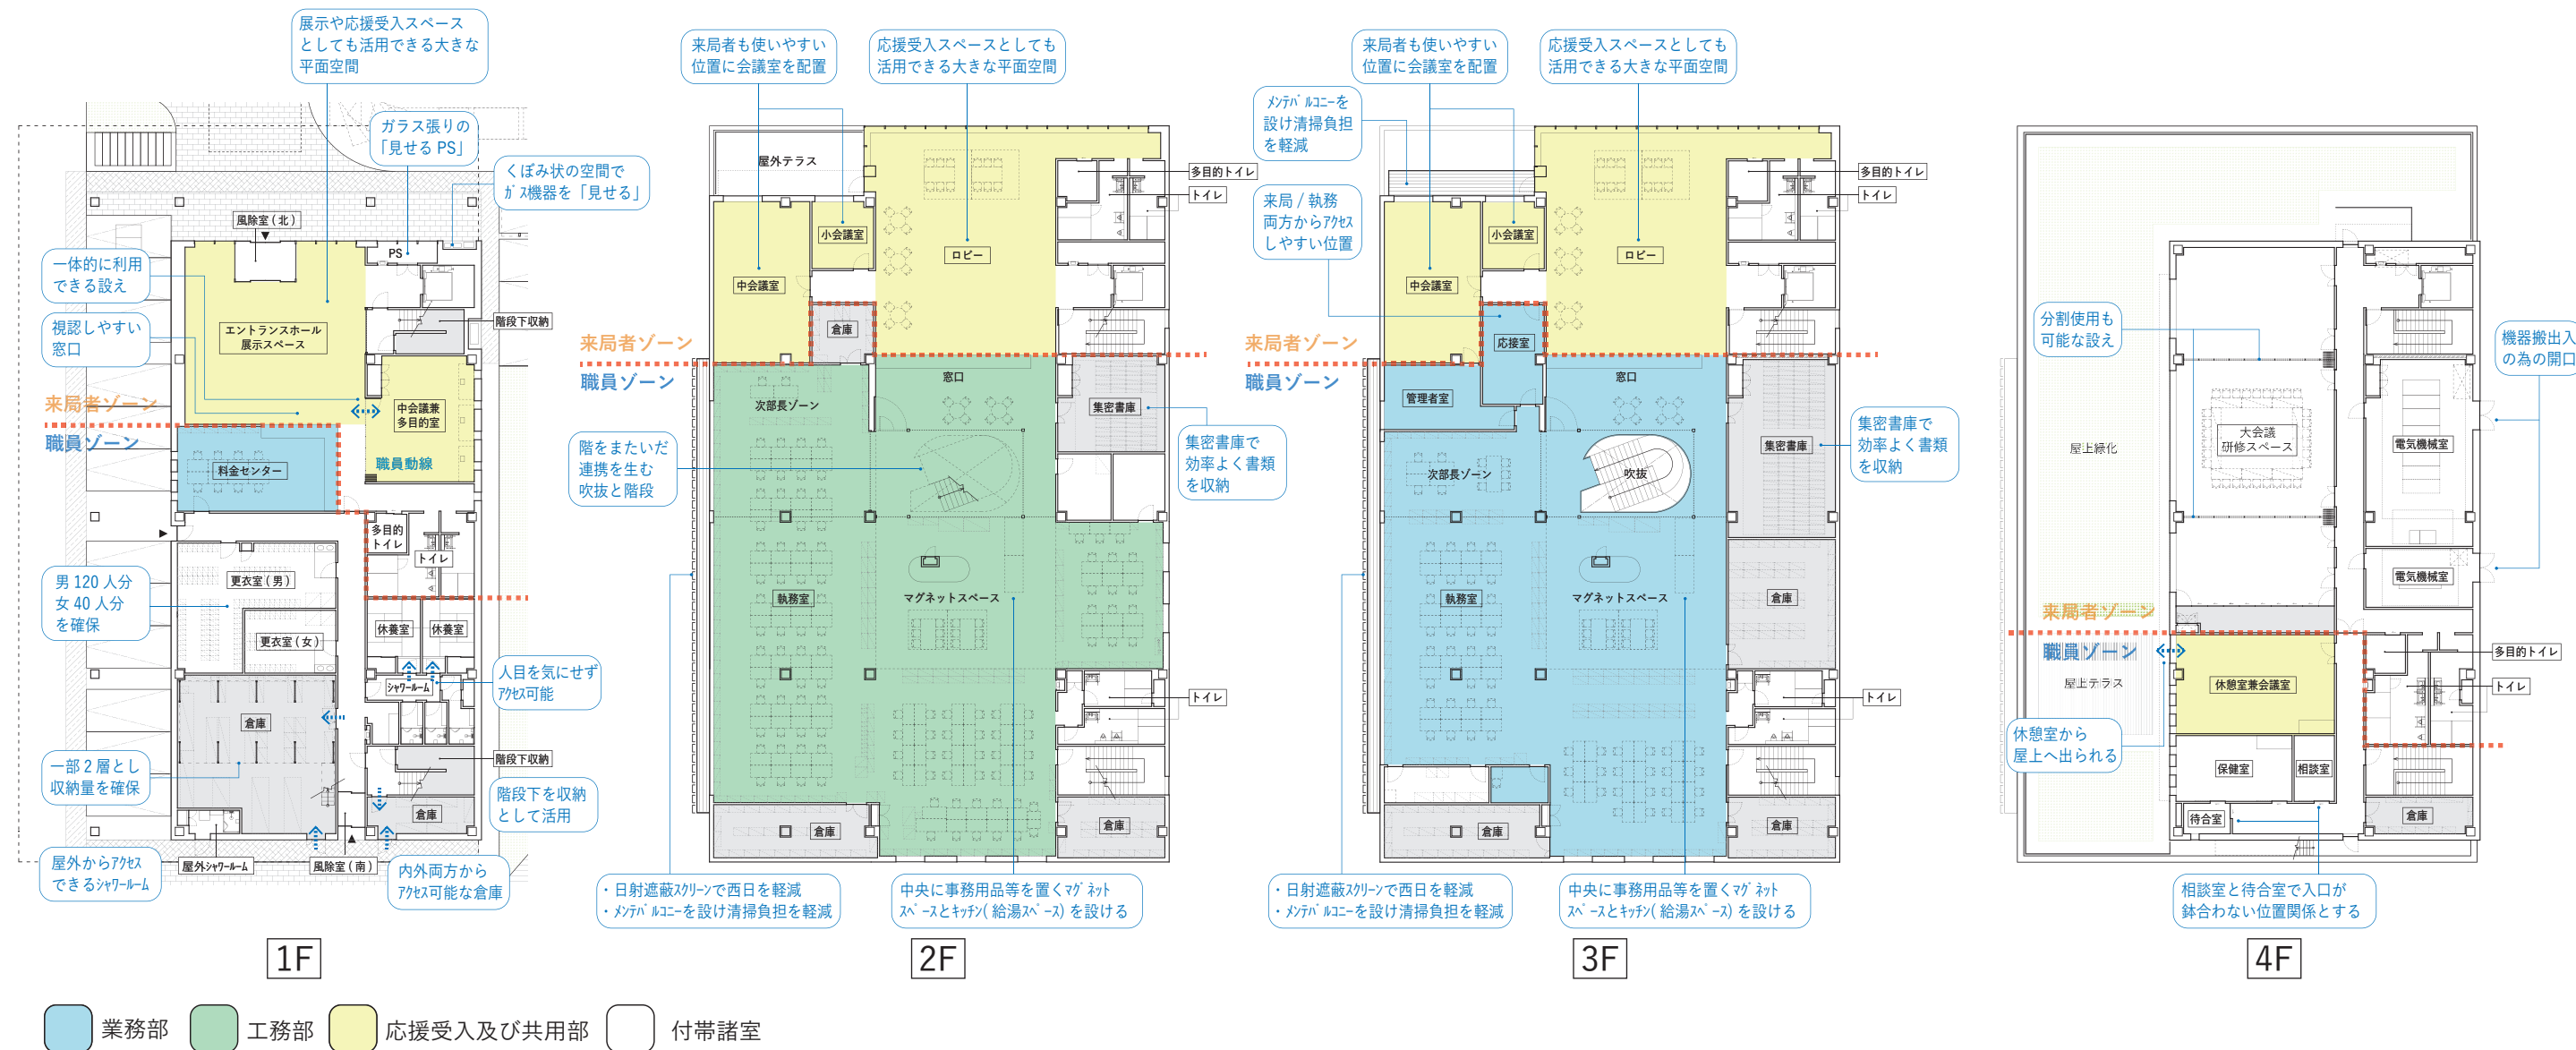 展示や応援受入スペース
としても活用できる大きな
平面空間
ガラス張りの
「見せる PS」
くぼみ状の空間で
ガス機器を「見せる」
風除室(北)
PS
一体的に利用
できる設え
視認しやすい
窓口
エントランスホール
展示スペース
階段下収納
来局者ゾーン
職員ゾーン
中会議兼
多目的室
職員動線
料金センター
多目的
トイレ
トイレ
男 120 人分
女 40 人分
を確保
更衣室(男)
更衣室(女)
休養室
休養室
人目を気にせず
アクセス可能
シャワールーム
倉庫
一部 2 層とし
収納量を確保
階段下収納
階段下を収納
として活用
倉庫
屋外からアクセス
できるシャワールーム
屋外シャワールーム
風除室(南)
内外両方から
アクセス可能な倉庫
1F
来局者も使いやすい
位置に会議室を配置
応援受入スペースとしても
活用できる大きな平面空間
屋外テラス
多目的トイレ
トイレ
小会議室
ロビー
中会議室
倉庫
来局者ゾーン
職員ゾーン
窓口
次部長ゾーン
集密書庫
集密書庫で
効率よく書類
を収納
階をまたいだ
連携を生む
吹抜と階段
執務室
マグネットスペース
トイレ
倉庫
倉庫
・日射遮蔽スクリーンで西日を軽減
・メンテバルコニーを設け清掃負担を軽減
中央に事務用品等を置くマグネット
スペースとキッチン(給湯スペース)を設ける
2F
来局者も使いやすい
位置に会議室を配置
応援受入スペースとしても
活用できる大きな平面空間
メンテバルコニーを
設け清掃負担
を軽減
来局 / 執務
両方からアクセス
しやすい位置
多目的トイレ
トイレ
小会議室
ロビー
中会議室
応接室
来局者ゾーン
職員ゾーン
窓口
管理者室
集密書庫
集密書庫で
効率よく書類
を収納
次部長ゾーン
吹抜
執務室
マグネットスペース
倉庫
トイレ
倉庫
倉庫
・日射遮蔽スクリーンで西日を軽減
・メンテバルコニーを設け清掃負担を軽減
中央に事務用品等を置くマグネット
スペースとキッチン(給湯スペース)を設ける
3F
分割使用も
可能な設え
機器搬出入
の為の開口
屋上緑化
大会議
研修スペース
電気機械室
電気機械室
来局者ゾーン
職員ゾーン
多目的トイレ
トイレ
屋上テラス
休憩室兼会議室
休憩室から
屋上へ出られる
保健室
相談室
待合室
倉庫
相談室と待合室で入口が
鉢合わない位置関係とする
4F
業務部
工務部
応援受入及び共用部
付帯諸室